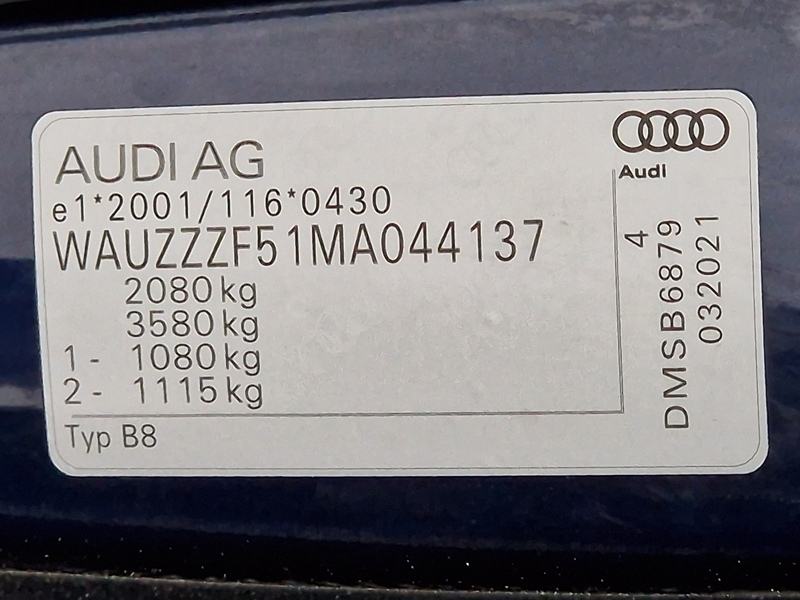 AUDI AG
e1*2001/116*0430
WAUZZZF51MA044137
2080 kg
3580 kg
1 - 1080 kg
2 - 1115 kg
Typ B8
Audi
4
DMSB6879
032021